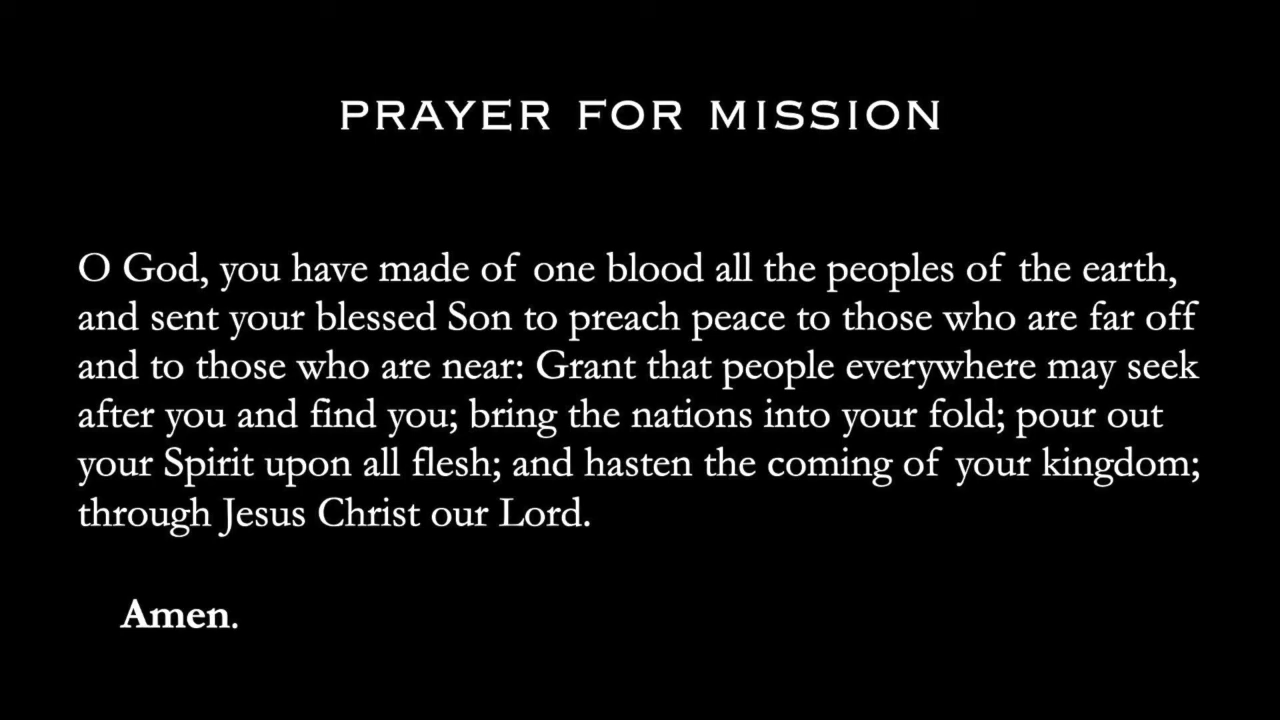 PRAYER FOR MISSION
O God, you have made of one blood all the peoples of the earth,
and sent your blessed Son to preach peace to those who are far off
and to those who are near: Grant that people everywhere may seek
after you and find you; bring the nations into your fold; pour out
your Spirit upon all flesh; and hasten the coming of your kingdom;
through Jesus Christ our Lord.
Amen.